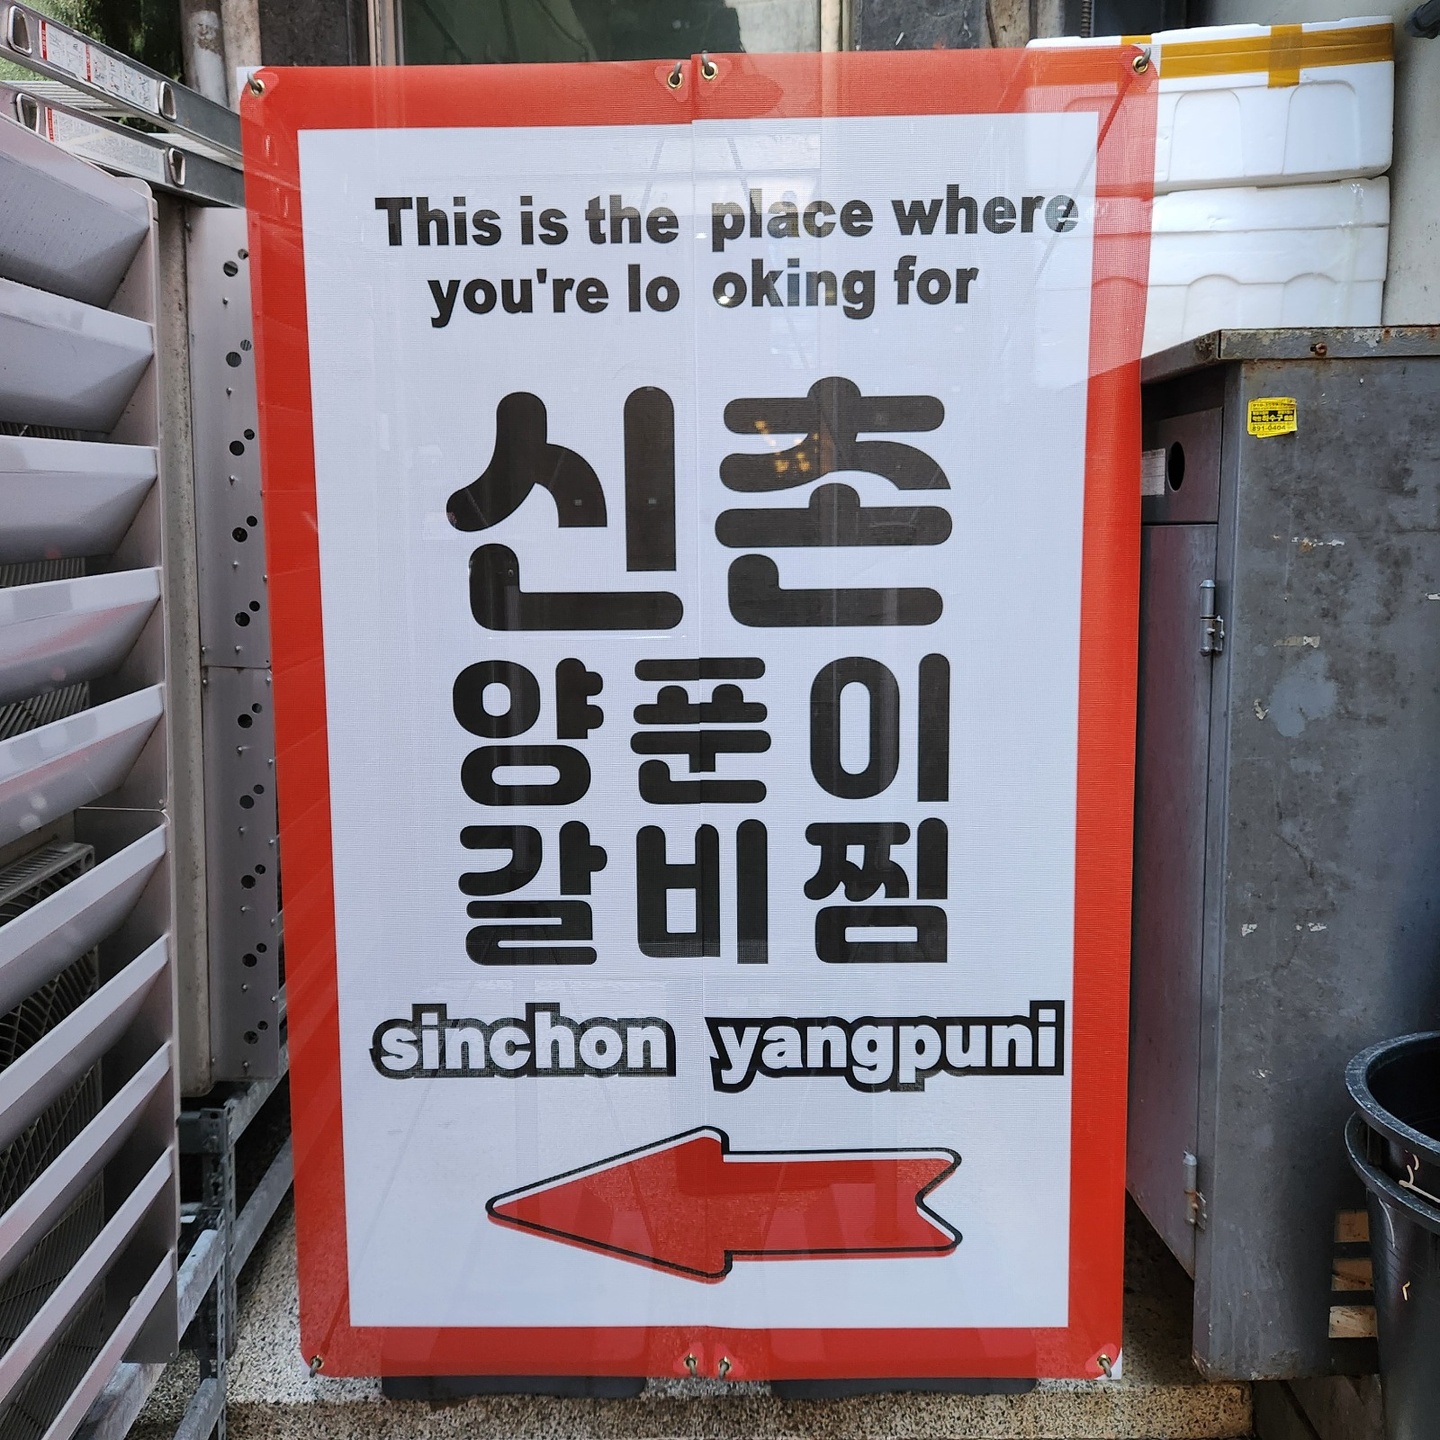 This is the place where
you're lo oking for
신촌
양푼이
갈비찜
sinchon yangpuni